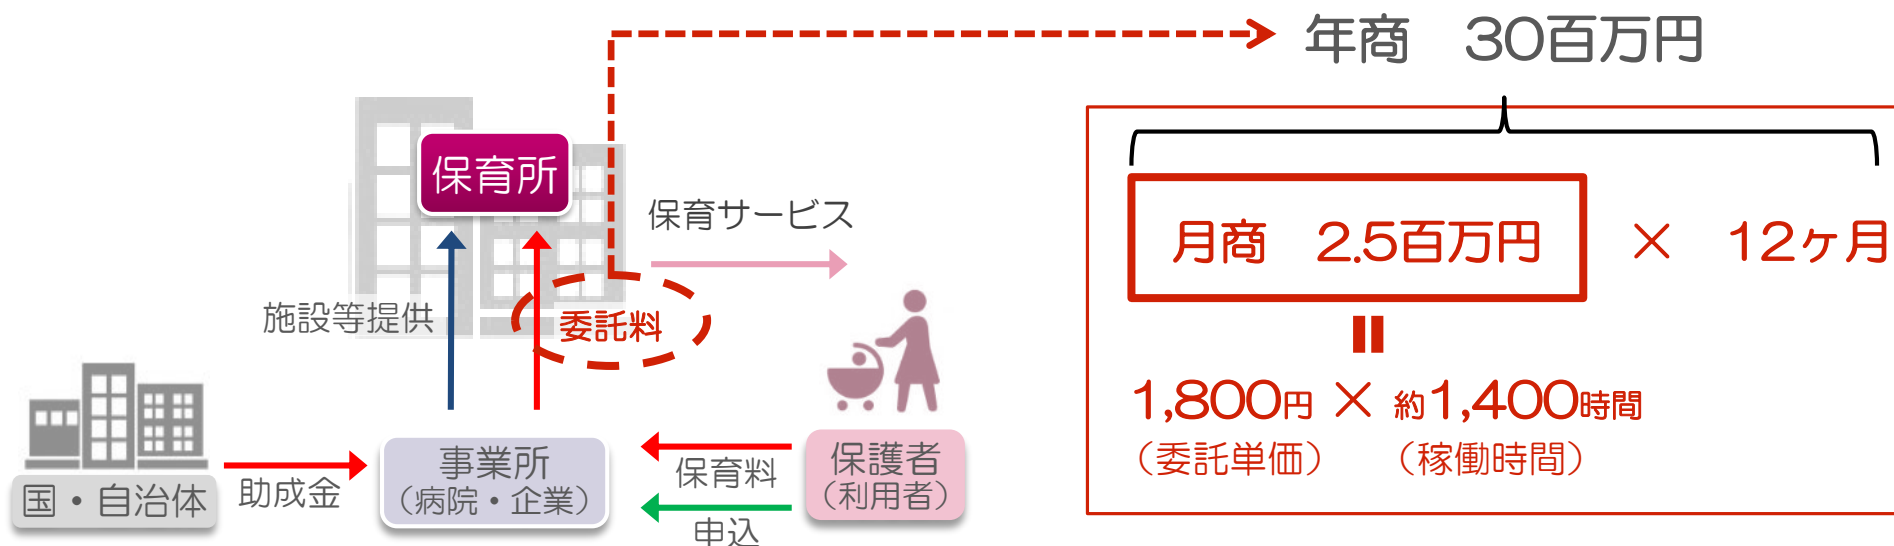 年商　30百万円
保育所
保育サービス
月商　2.5百万円　×　12ヶ月
施設等提供
委託料
1,800円 × 約1,400時間
（委託単価）　（稼働時間）
国・自治体
助成金
事業所
（病院・企業）
保育料
申込
保護者
（利用者）